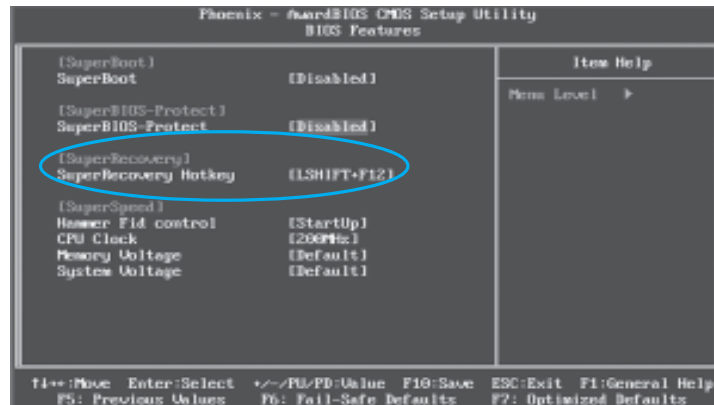 Phoenix - AwardBIOS CMOS Setup Utility
BIOS Features
[SuperBoot]
SuperBoot [Disabled]
[SuperBIOS-Protect]
SuperBIOS-Protect [Disabled]
[SuperRecovery]
SuperRecovery Hotkey [LSHIFT+F12]
[SuperSpeed]
Hammer Fid control [StartUp]
CPU Clock [200MHz]
Memory Voltage [Default]
System Voltage [Default]
Item Help
Menu Level ▶
↑↓→←:Move Enter:Select +/-/PU/PD:Value F10:Save ESC:Exit F1:General Help
F5: Previous Values F6: Fail-Safe Defaults F7: Optimized Defaults